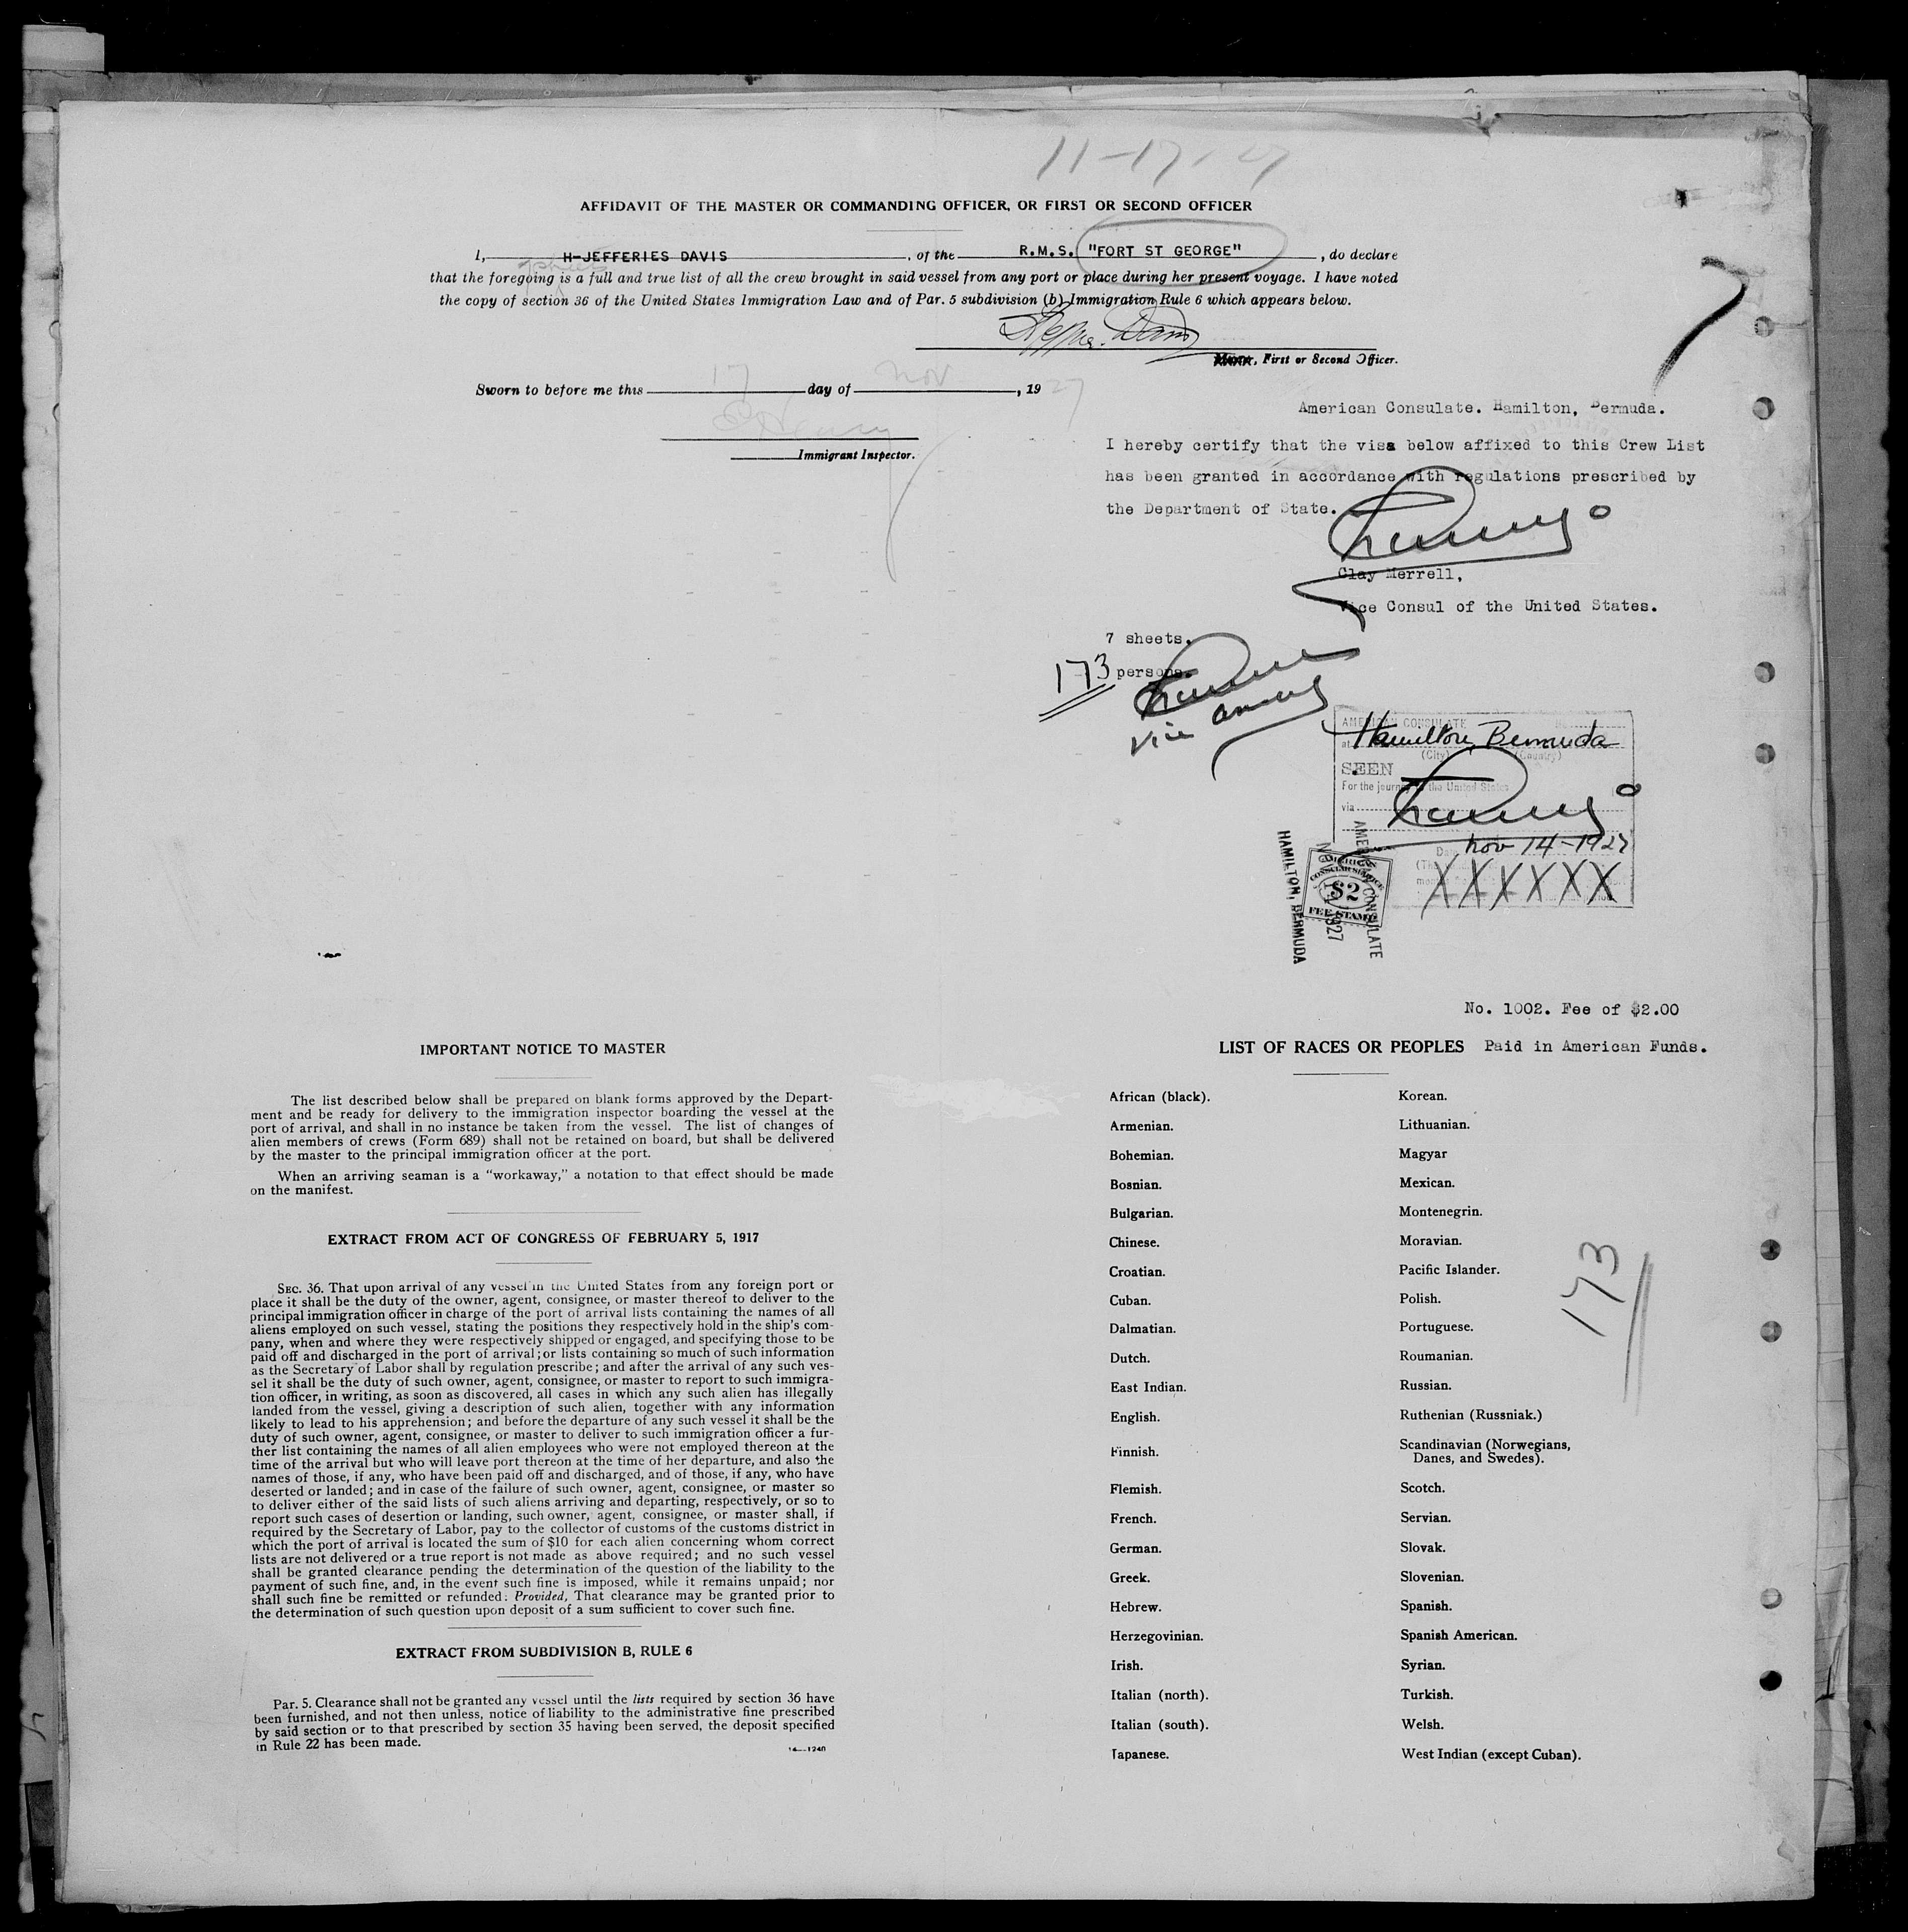 11-17-27
AFFIDAVIT OF THE MASTER OR COMMANDING OFFICER, OR FIRST OR SECOND OFFICER
I, H-JEFFERIES DAVIS, of the R.M.S. "FORT ST GEORGE", do declare
that the foregoing is a full and true list of all the crew brought in said vessel from any port or place during her present voyage. I have noted
the copy of section 36 of the United States Immigration Law and of Par. 5 subdivision (b) Immigration Rule 6 which appears below.
, First or Second Officer.
7
Sworn to before me this 17 day of Nov, 1927
Immigrant Inspector.
American Consulate. Hamilton, Bermuda.
I hereby certify that the visa below affixed to this Crew List
has been granted in accordance with regulations prescribed by
the Department of State.
Clay Merrell,
Vice Consul of the United States.
7 sheets.
173 persons.
Vice Consul
AMERICAN CONSULATE
at Hamilton, Bermuda
(City) (Country)
SEEN
For the journey to the United States
via
Nov 14-1927
XXXXXX
AMERICAN CONSULATE
HAMILTON, BERMUDA
AMERICAN
CONSULAR SERVICE
$2
FEE STAMP
No. 1002. Fee of $2.00
Paid in American Funds.
IMPORTANT NOTICE TO MASTER
The list described below shall be prepared on blank forms approved by the Depart-
ment and be ready for delivery to the immigration inspector boarding the vessel at the
port of arrival, and shall in no instance be taken from the vessel. The list of changes of
alien members of crews (Form 689) shall not be retained on board, but shall be delivered
by the master to the principal immigration officer at the port.
When an arriving seaman is a "workaway," a notation to that effect should be made
on the manifest.
EXTRACT FROM ACT OF CONGRESS OF FEBRUARY 5, 1917
SEC. 36. That upon arrival of any vessel in the United States from any foreign port or
place it shall be the duty of the owner, agent, consignee, or master thereof to deliver to the
principal immigration officer in charge of the port of arrival lists containing the names of all
aliens employed on such vessel, stating the positions they respectively hold in the ship's com-
pany, when and where they were respectively shipped or engaged, and specifying those to be
paid off and discharged in the port of arrival; or lists containing so much of such information
as the Secretary of Labor shall by regulation prescribe; and after the arrival of any such ves-
sel it shall be the duty of such owner, agent, consignee, or master to report to such immigra-
tion officer, in writing, as soon as discovered, all cases in which any such alien has illegally
landed from the vessel, giving a description of such alien, together with any information
likely to lead to his apprehension; and before the departure of any such vessel it shall be the
duty of such owner, agent, consignee, or master to deliver to such immigration officer a fur-
ther list containing the names of all alien employees who were not employed thereon at the
time of the arrival but who will leave port thereon at the time of her departure, and also the
names of those, if any, who have been paid off and discharged, and of those, if any, who have
deserted or landed; and in case of the failure of such owner, agent, consignee, or master so
to deliver either of the said lists of such aliens arriving and departing, respectively, or so to
report such cases of desertion or landing, such owner, agent, consignee, or master shall, if
required by the Secretary of Labor, pay to the collector of customs of the customs district in
which the port of arrival is located the sum of $10 for each alien concerning whom correct
lists are not delivered or a true report is not made as above required; and no such vessel
shall be granted clearance pending the determination of the question of the liability to the
payment of such fine, and, in the event such fine is imposed, while it remains unpaid; nor
shall such fine be remitted or refunded: Provided, That clearance may be granted prior to
the determination of such question upon deposit of a sum sufficient to cover such fine.
EXTRACT FROM SUBDIVISION B, RULE 6
Par. 5. Clearance shall not be granted any vessel until the lists required by section 36 have
been furnished, and not then unless, notice of liability to the administrative fine prescribed
by said section or to that prescribed by section 35 having been served, the deposit specified
in Rule 22 has been made.
14-1240
LIST OF RACES OR PEOPLES
African (black).
Armenian.
Bohemian.
Bosnian.
Bulgarian.
Chinese.
Croatian.
Cuban.
Dalmatian.
Dutch.
East Indian.
English.
Finnish.
Flemish.
French.
German.
Greek.
Hebrew.
Herzegovinian.
Irish.
Italian (north).
Italian (south).
Japanese.
Korean.
Lithuanian.
Magyar
Mexican.
Montenegrin.
Moravian.
Pacific Islander.
Polish.
Portuguese.
Roumanian.
Russian.
Ruthenian (Russniak.)
Scandinavian (Norwegians,
Danes, and Swedes).
Scotch.
Servian.
Slovak.
Slovenian.
Spanish.
Spanish American.
Syrian.
Turkish.
Welsh.
West Indian (except Cuban).
173